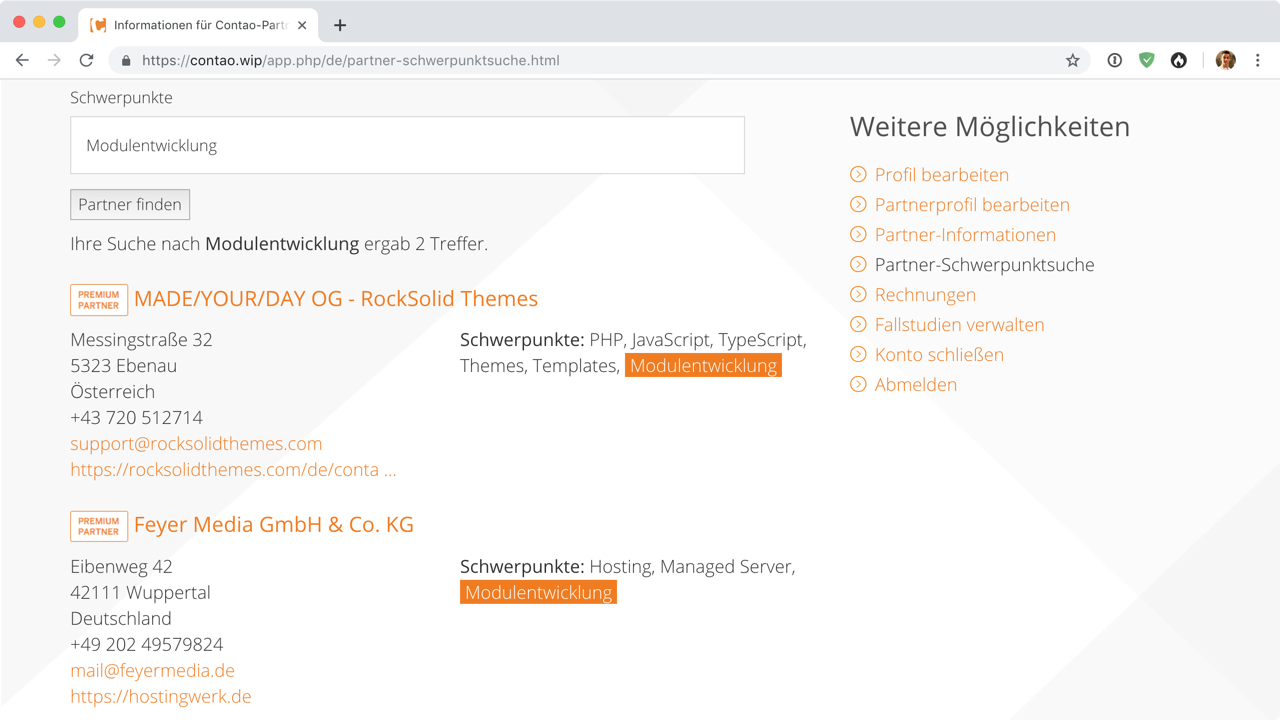 Informationen für Contao-Partn
https://contao.wip/app.php/de/partner-schwerpunktsuche.html
Schwerpunkte
Modulentwicklung
Partner finden
Ihre Suche nach Modulentwicklung ergab 2 Treffer.
PREMIUM
PARTNER
MADE/YOUR/DAY OG - RockSolid Themes
Messingstraße 32
5323 Ebenau
Österreich
+43 720 512714
support@rocksolidthemes.com
https://rocksolidthemes.com/de/conta ...
Schwerpunkte: PHP, JavaScript, TypeScript,
Themes, Templates, Modulentwicklung
PREMIUM
PARTNER
Feyer Media GmbH & Co. KG
Eibenweg 42
42111 Wuppertal
Deutschland
+49 202 49579824
mail@feyermedia.de
https://hostingwerk.de
Schwerpunkte: Hosting, Managed Server,
Modulentwicklung
Weitere Möglichkeiten
Profil bearbeiten
Partnerprofil bearbeiten
Partner-Informationen
Partner-Schwerpunktsuche
Rechnungen
Fallstudien verwalten
Konto schließen
Abmelden